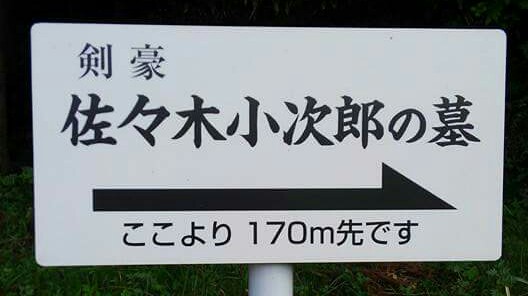 剣豪
佐々木小次郎の墓
ここより 170m先です